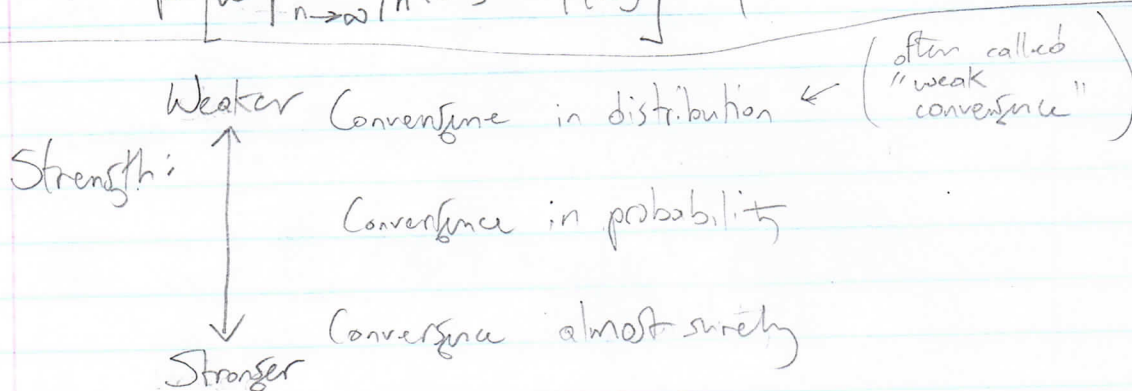 n→∞
Weaker Convergence in distribution ← (often called "weak convergence")
Strength:
Convergence in probability
Convergence almost-surely
Stronger